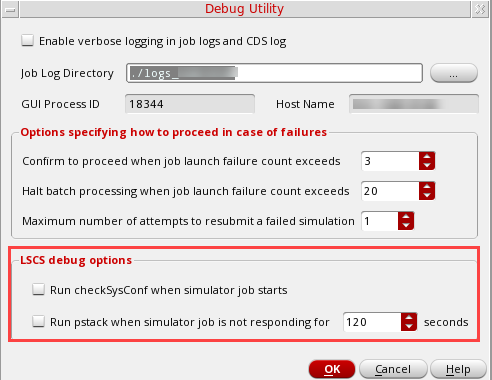 Debug Utility
Enable verbose logging in job logs and CDS log
Job Log Directory ./logs_ ...
GUI Process ID 18344 Host Name
Options specifying how to proceed in case of failures
Confirm to proceed when job launch failure count exceeds 3
Halt batch processing when job launch failure count exceeds 20
Maximum number of attempts to resubmit a failed simulation 1
LSCS debug options
Run checkSysConf when simulator job starts
Run pstack when simulator job is not responding for 120 seconds
OK Cancel Help